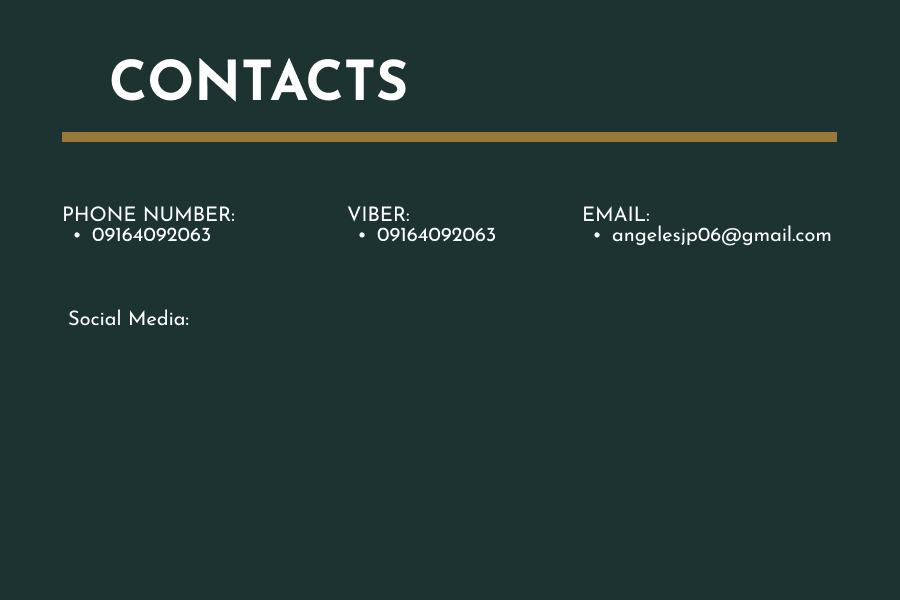 CONTACTS
PHONE NUMBER:
• 09164092063
VIBER:
• 09164092063
EMAIL:
• angelesjp06@gmail.com
Social Media: